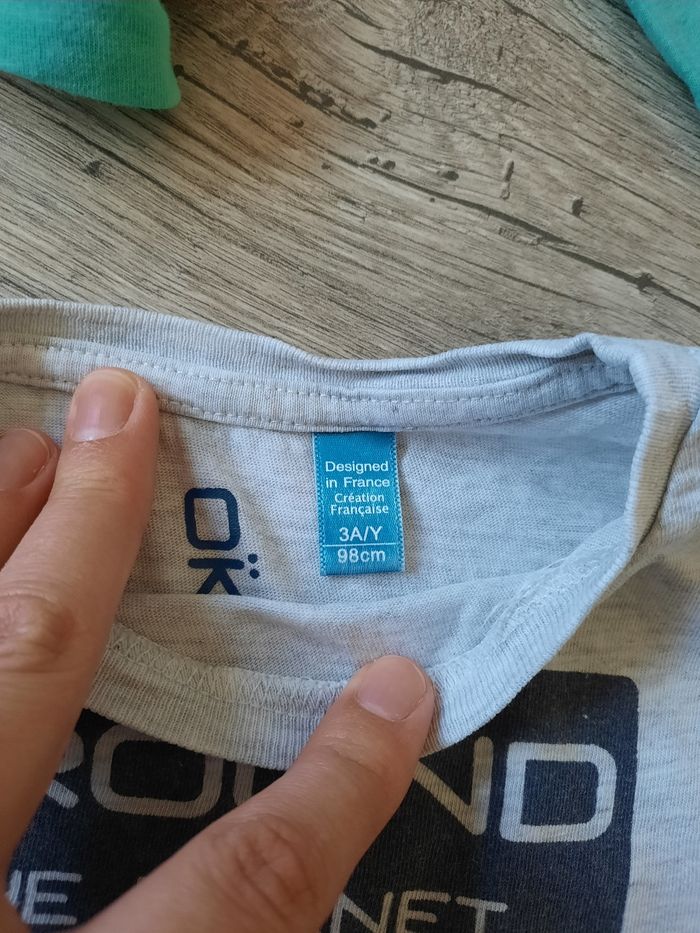 Designed
in France
Création
Française
3A/Y
98cm
OK
ROUND
NET